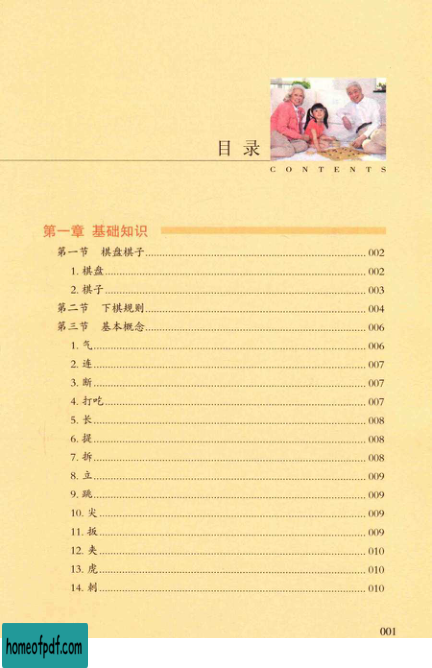 目录
CONTENTS
第一章 基础知识
第一节 棋盘棋子 002
1. 棋盘 002
2. 棋子 003
第二节 下棋规则 004
第三节 基本概念 006
1. 气 006
2. 连 007
3. 断 007
4. 打吃 007
5. 长 008
6. 提 008
7. 拆 008
8. 立 009
9. 跳 009
10. 尖 009
11. 扳 009
12. 夹 010
13. 虎 010
14. 刺 010
001
homeofpdf.com